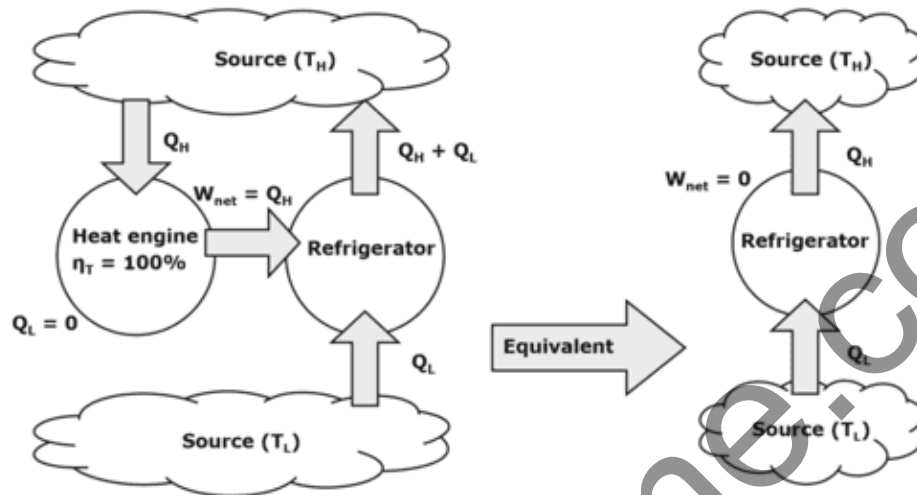 Source (T_H)
Q_H
Q_H + Q_L
W_net = Q_H
Heat engine
η_T = 100%
Refrigerator
Q_L = 0
Q_L
Source (T_L)
Equivalent
Source (T_H)
Q_H
W_net = 0
Refrigerator
Q_L
Source (T_L)